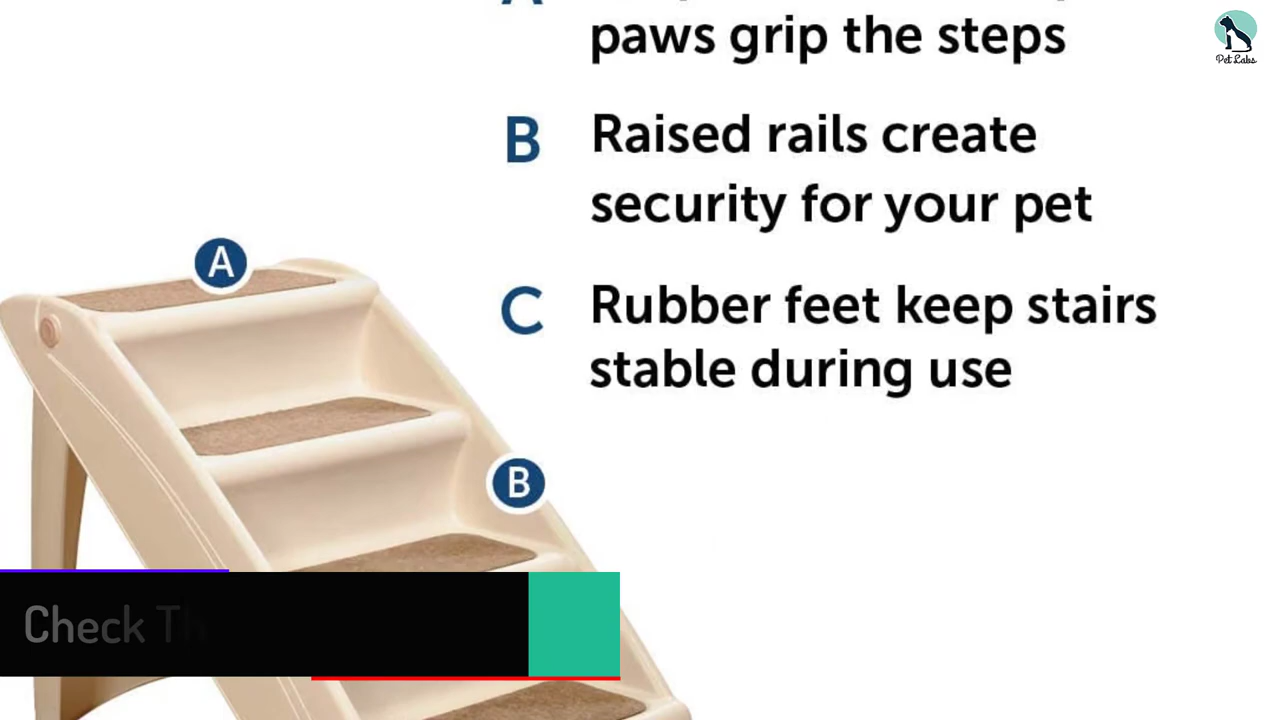 paws grip the steps
B Raised rails create
security for your pet
C Rubber feet keep stairs
stable during use
A
B
Check Th
Pet Labs